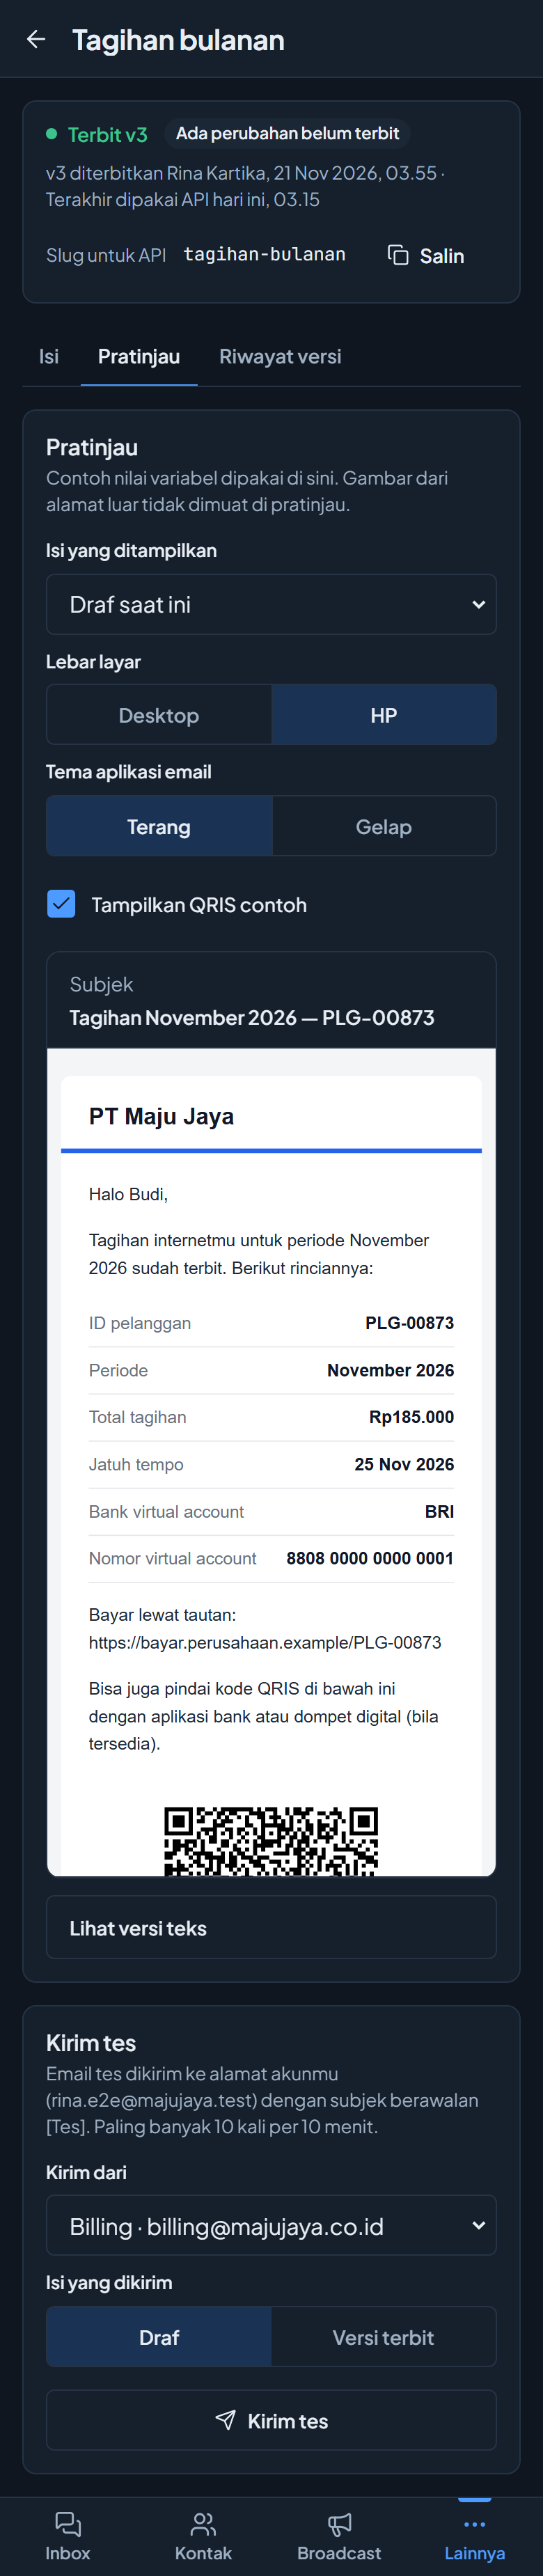 Tagihan bulanan
Terbit v3
Ada perubahan belum terbit
v3 diterbitkan Rina Kartika, 21 Nov 2026, 03.55 ·
Terakhir dipakai API hari ini, 03.15
Slug untuk API tagihan-bulanan Salin
Isi Pratinjau Riwayat versi
Pratinjau
Contoh nilai variabel dipakai di sini. Gambar dari
alamat luar tidak dimuat di pratinjau.
Isi yang ditampilkan
Draf saat ini
Lebar layar
Desktop HP
Tema aplikasi email
Terang Gelap
Tampilkan QRIS contoh
Subjek
Tagihan November 2026 — PLG-00873
PT Maju Jaya
Halo Budi,
Tagihan internetmu untuk periode November
2026 sudah terbit. Berikut rinciannya:
ID pelanggan PLG-00873
Periode November 2026
Total tagihan Rp185.000
Jatuh tempo 25 Nov 2026
Bank virtual account BRI
Nomor virtual account 8808 0000 0000 0001
Bayar lewat tautan:
https://bayar.perusahaan.example/PLG-00873
Bisa juga pindai kode QRIS di bawah ini
dengan aplikasi bank atau dompet digital (bila
tersedia).
Lihat versi teks
Kirim tes
Email tes dikirim ke alamat akunmu
(rina.e2e@majujaya.test) dengan subjek berawalan
[Tes]. Paling banyak 10 kali per 10 menit.
Kirim dari
Billing · billing@majujaya.co.id
Isi yang dikirim
Draf Versi terbit
Kirim tes
Inbox Kontak Broadcast Lainnya